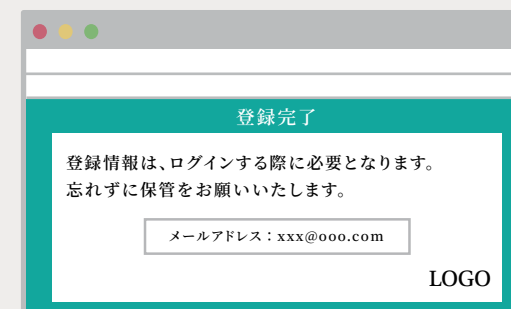 登録完了
登録情報は、ログインする際に必要となります。
忘れずに保管をお願いいたします。
メールアドレス：xxx@ooo.com
LOGO